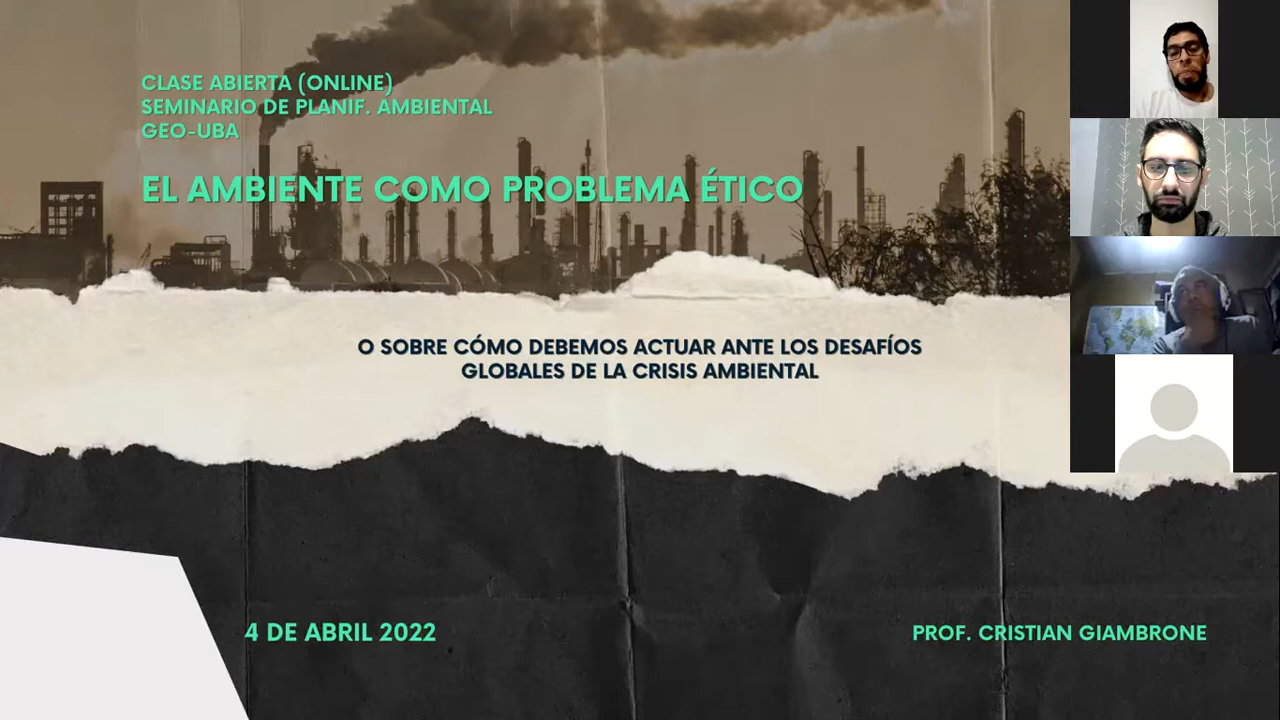 CLASE ABIERTA (ONLINE)
SEMINARIO DE PLANIF. AMBIENTAL
GEO-UBA
EL AMBIENTE COMO PROBLEMA ÉTICO
O SOBRE CÓMO DEBEMOS ACTUAR ANTE LOS DESAFÍOS
GLOBALES DE LA CRISIS AMBIENTAL
4 DE ABRIL 2022
PROF. CRISTIAN GIAMBRONE